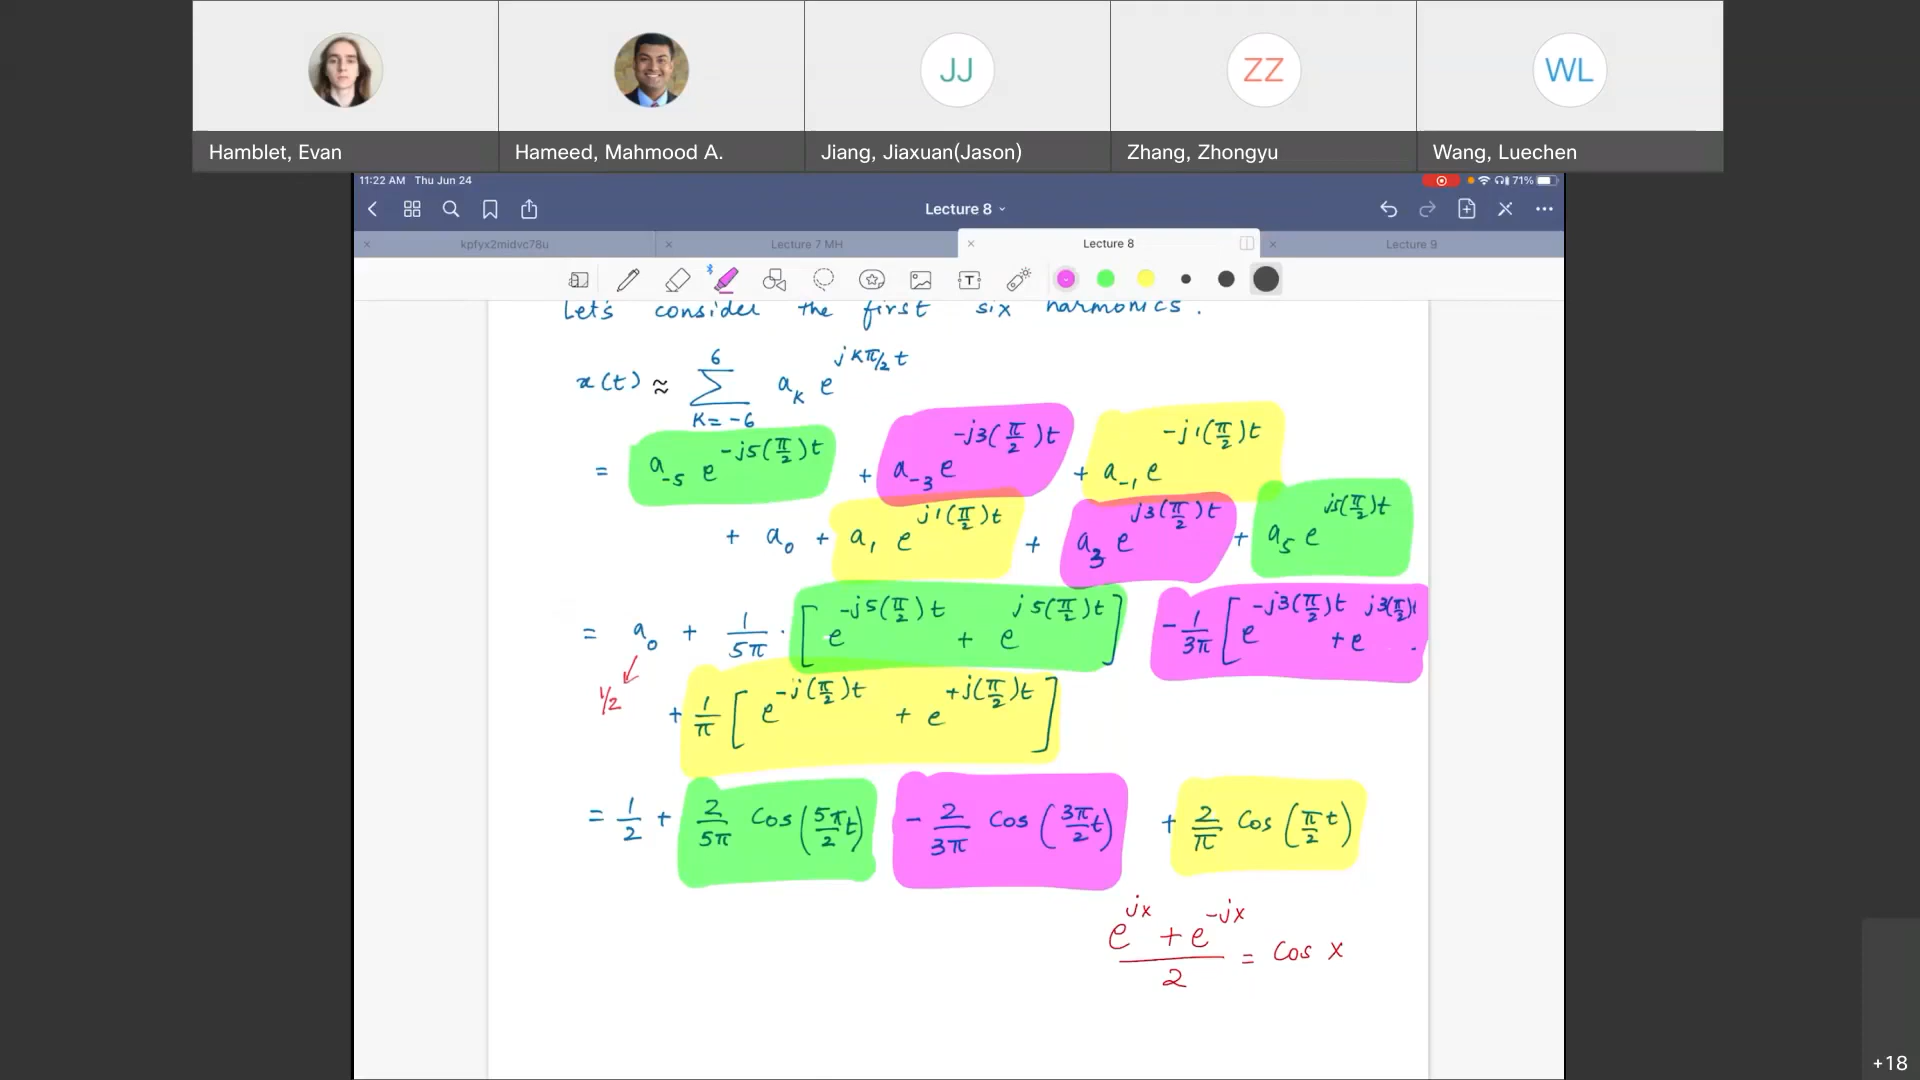 JJ
ZZ
WL
Hamblet, Evan
Hameed, Mahmood A.
Jiang, Jiaxuan(Jason)
Zhang, Zhongyu
Wang, Luechen
11:22 AM Thu Jun 24
71%
Lecture 8
kpfyx2midvc78u
Lecture 7 MH
Lecture 8
Lecture 9
Let's consider the first six harmonics.
x(t) ≈ ∑_{K=-6}^{6} a_K e^{jKπ/2 t}
= a_{-5} e^{-j5(π/2)t} + a_{-3} e^{-j3(π/2)t} + a_{-1} e^{-j1(π/2)t}
+ a_0 + a_1 e^{j1(π/2)t} + a_3 e^{j3(π/2)t} + a_5 e^{j5(π/2)t}
= a_0 + 1/5π · [e^{-j5(π/2)t} + e^{j5(π/2)t}] - 1/3π [e^{-j3(π/2)t} + e^{j3(π/2)t}
1/2
+ 1/π [e^{-j(π/2)t} + e^{+j(π/2)t}]
= 1/2 + 2/5π Cos(5π/2 t) - 2/3π Cos(3π/2 t) + 2/π Cos(π/2 t)
e^{jx} + e^{-jx} / 2 = Cos x
+18